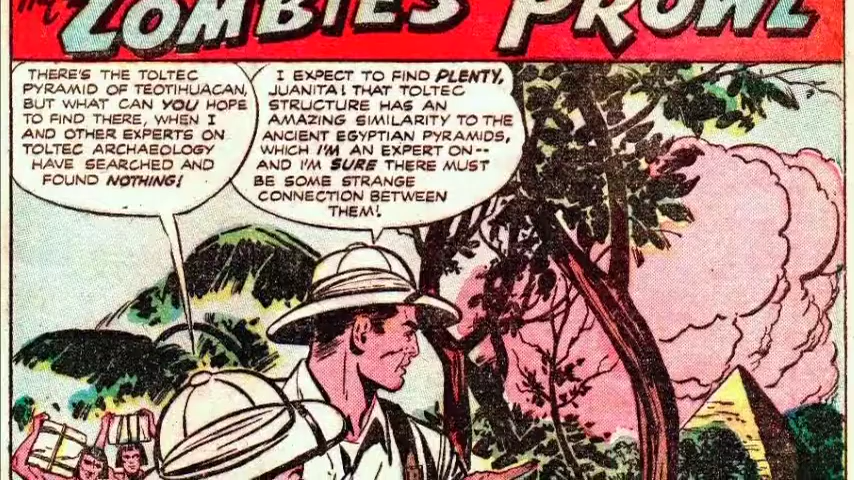 THE
ZOMBIES PROWL
THERE'S THE TOLTEC
PYRAMID OF TEOTIHUACAN,
BUT WHAT CAN YOU HOPE
TO FIND THERE, WHEN I
AND OTHER EXPERTS ON
TOLTEC ARCHAEOLOGY
HAVE SEARCHED AND
FOUND NOTHING!
I EXPECT TO FIND PLENTY,
JUANITA! THAT TOLTEC
STRUCTURE HAS AN
AMAZING SIMILARITY TO THE
ANCIENT EGYPTIAN PYRAMIDS,
WHICH I'M AN EXPERT ON--
AND I'M SURE THERE MUST
BE SOME STRANGE
CONNECTION BETWEEN
THEM!